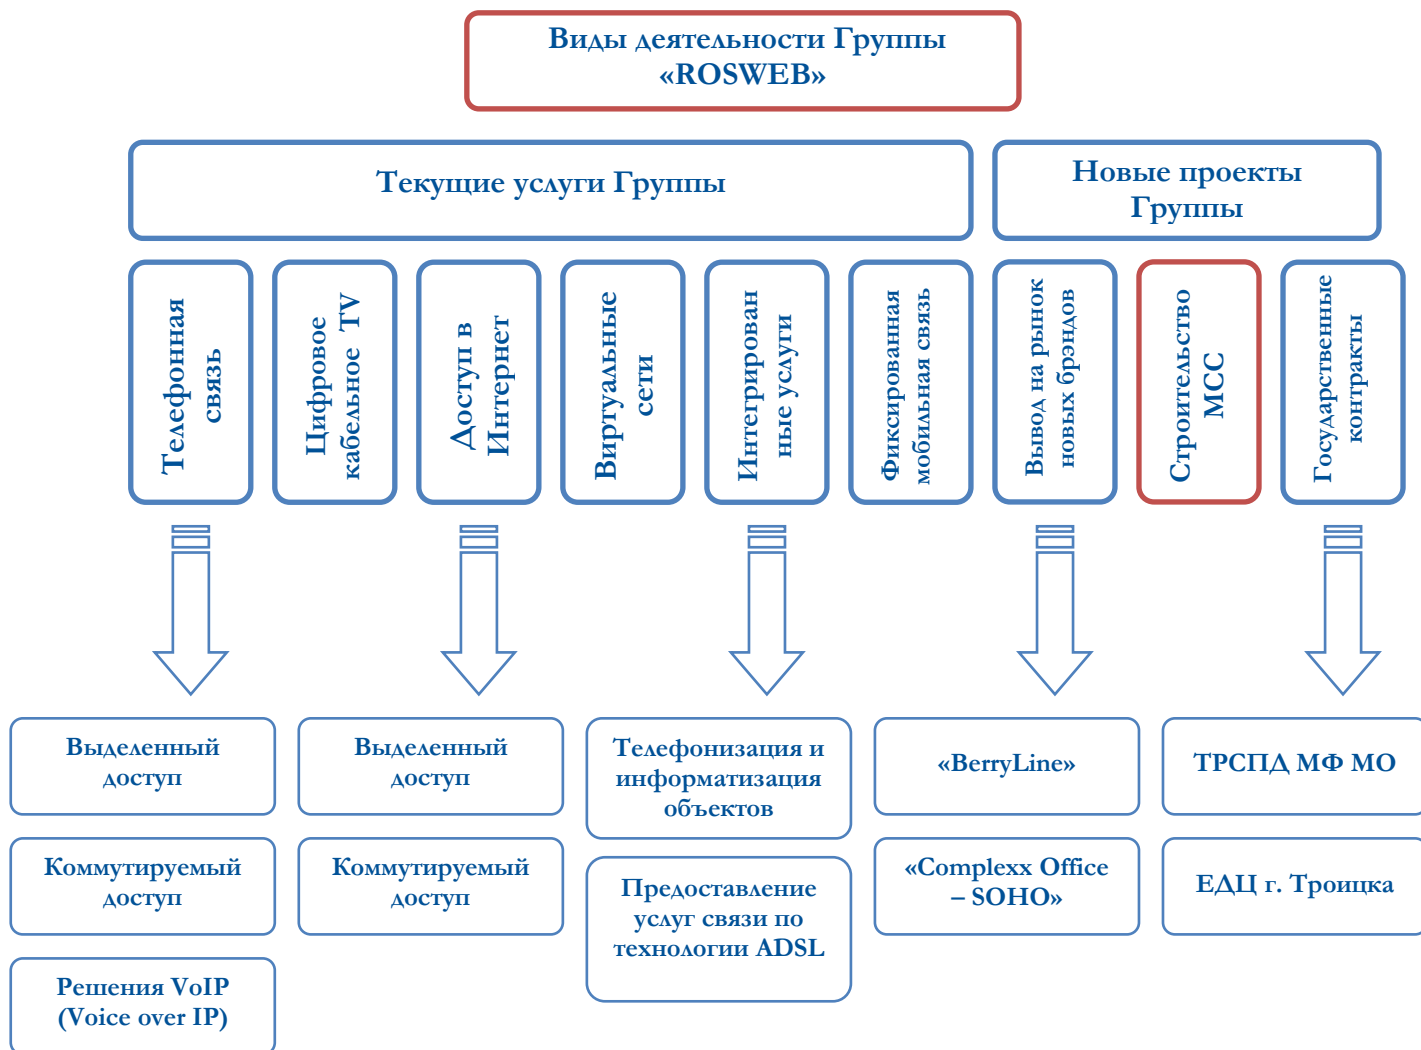 Виды деятельности Группы
«ROSWEB»
Текущие услуги Группы
Новые проекты
Группы
Телефонная
связь
Цифровое
кабельное TV
Доступ в
Интернет
Виртуальные
сети
Интегрирован
ные услуги
Фиксированная
мобильная связь
Вывод на рынок
новых брэндов
Строительство
МСС
Государственные
контракты
Выделенный
доступ
Коммутируемый
доступ
Решения VoIP
(Voice over IP)
Выделенный
доступ
Коммутируемый
доступ
Телефонизация и
информатизация
объектов
Предоставление
услуг связи по
технологии ADSL
«BerryLine»
«Complexx Office
– SOHO»
ТРСПД МФ МО
ЕДЦ г. Троицка